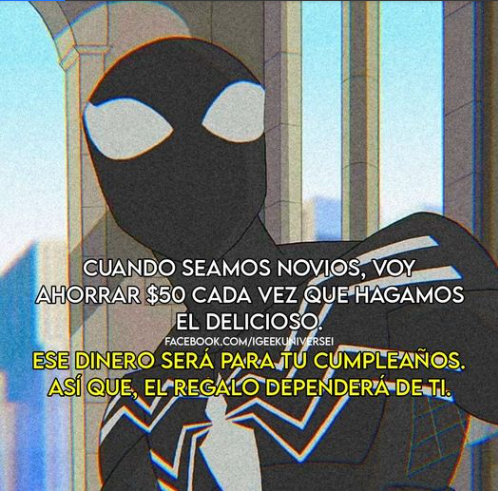 CUANDO SEAMOS NOVIOS, VOY
AHORRAR $50 CADA VEZ QUE HAGAMOS
EL DELICIOSO.
FACEBOOK.COM/IGEEKUNIVERSEI
ESE DINERO SERÁ PARA TU CUMPLEAÑOS.
ASÍ QUE, EL REGALO DEPENDERÁ DE TI.